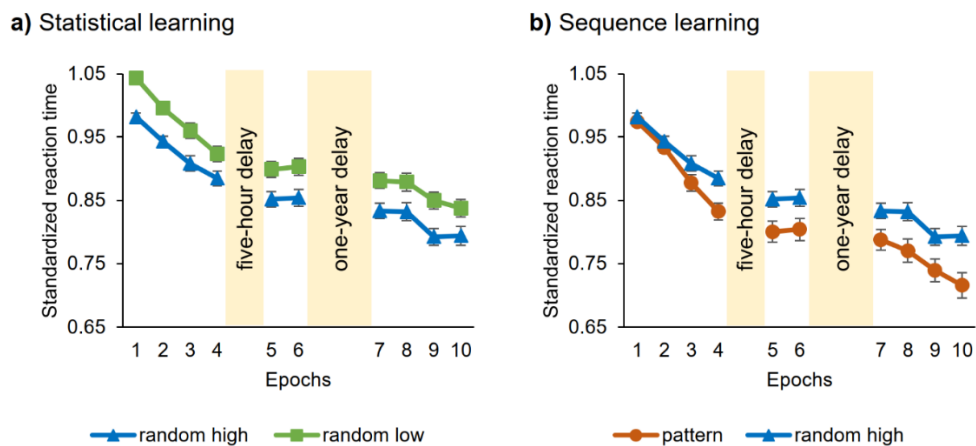 a) Statistical learning
Standardized reaction time
1.05
0.95
0.85
0.75
0.65
five-hour delay
one-year delay
1 2 3 4 5 6 7 8 9 10
Epochs
random high random low
b) Sequence learning
Standardized reaction time
1.05
0.95
0.85
0.75
0.65
five-hour delay
one-year delay
1 2 3 4 5 6 7 8 9 10
Epochs
pattern random high